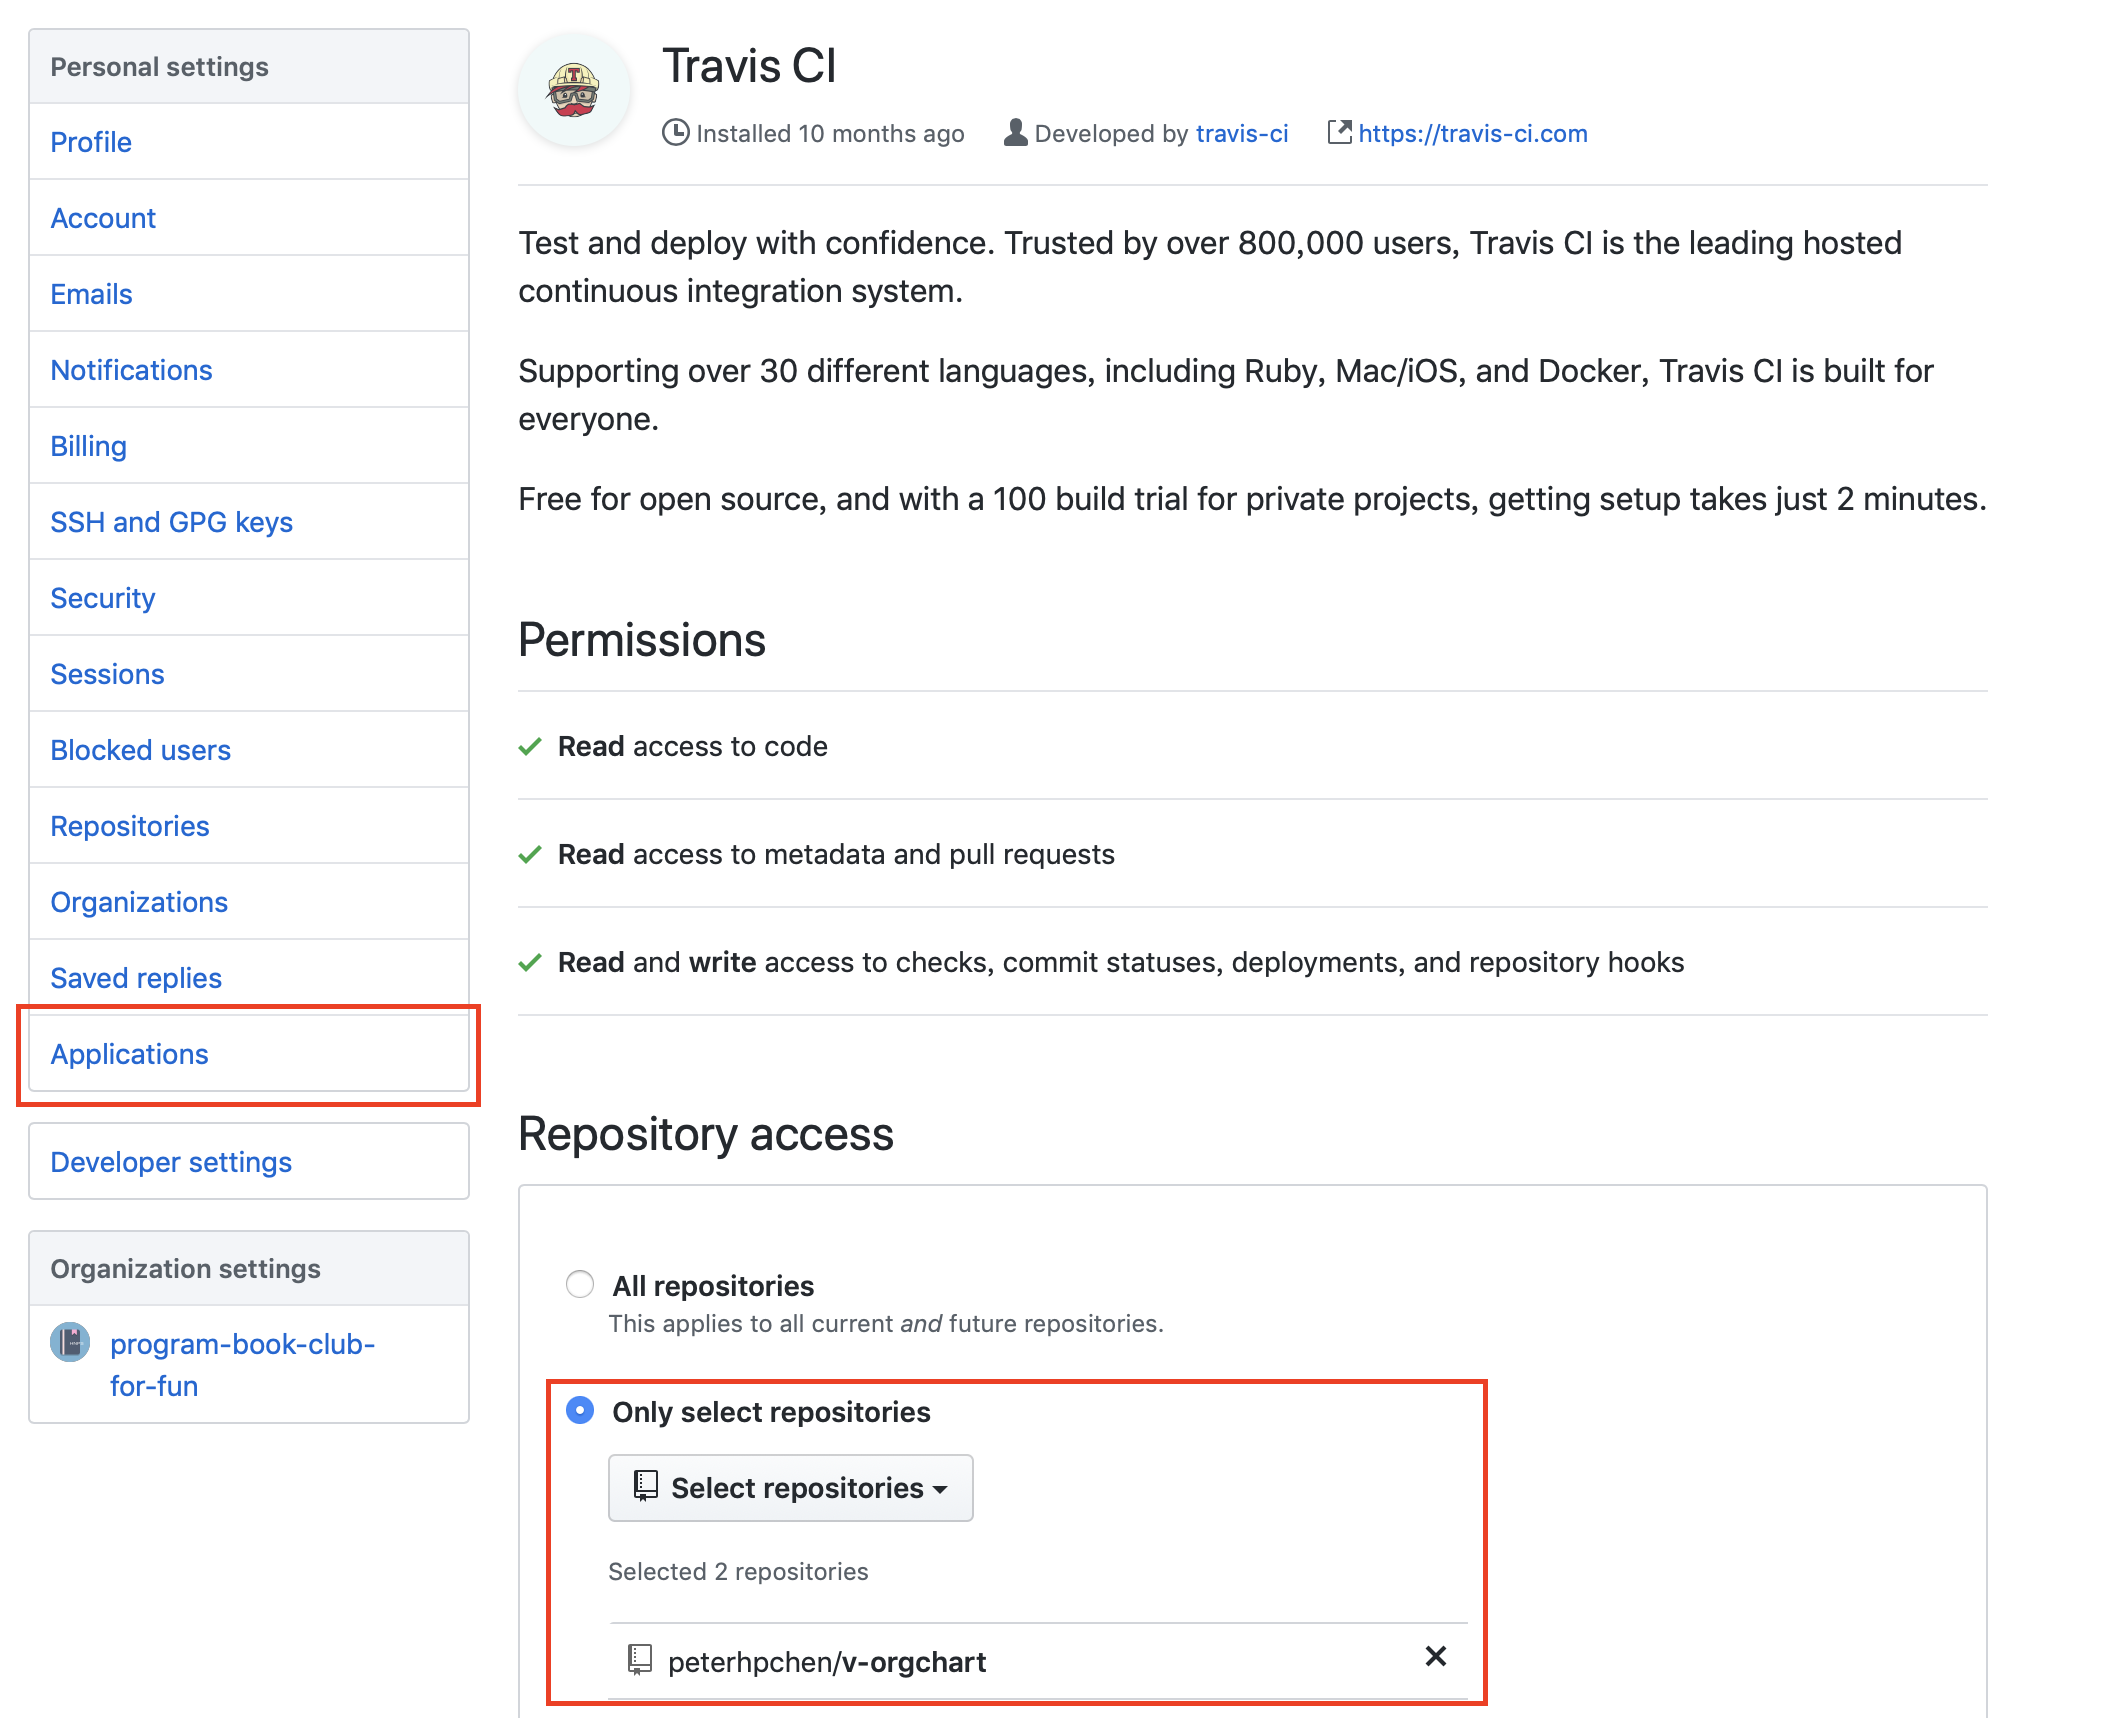 Personal settings
Profile
Account
Emails
Notifications
Billing
SSH and GPG keys
Security
Sessions
Blocked users
Repositories
Organizations
Saved replies
Applications
Developer settings
Organization settings
program-book-club-
for-fun
T
Travis CI
Installed 10 months ago Developed by travis-ci https://travis-ci.com
Test and deploy with confidence. Trusted by over 800,000 users, Travis CI is the leading hosted
continuous integration system.
Supporting over 30 different languages, including Ruby, Mac/iOS, and Docker, Travis CI is built for
everyone.
Free for open source, and with a 100 build trial for private projects, getting setup takes just 2 minutes.
Permissions
Read access to code
Read access to metadata and pull requests
Read and write access to checks, commit statuses, deployments, and repository hooks
Repository access
All repositories
This applies to all current and future repositories.
Only select repositories
Select repositories
Selected 2 repositories
peterhpchen/v-orgchart